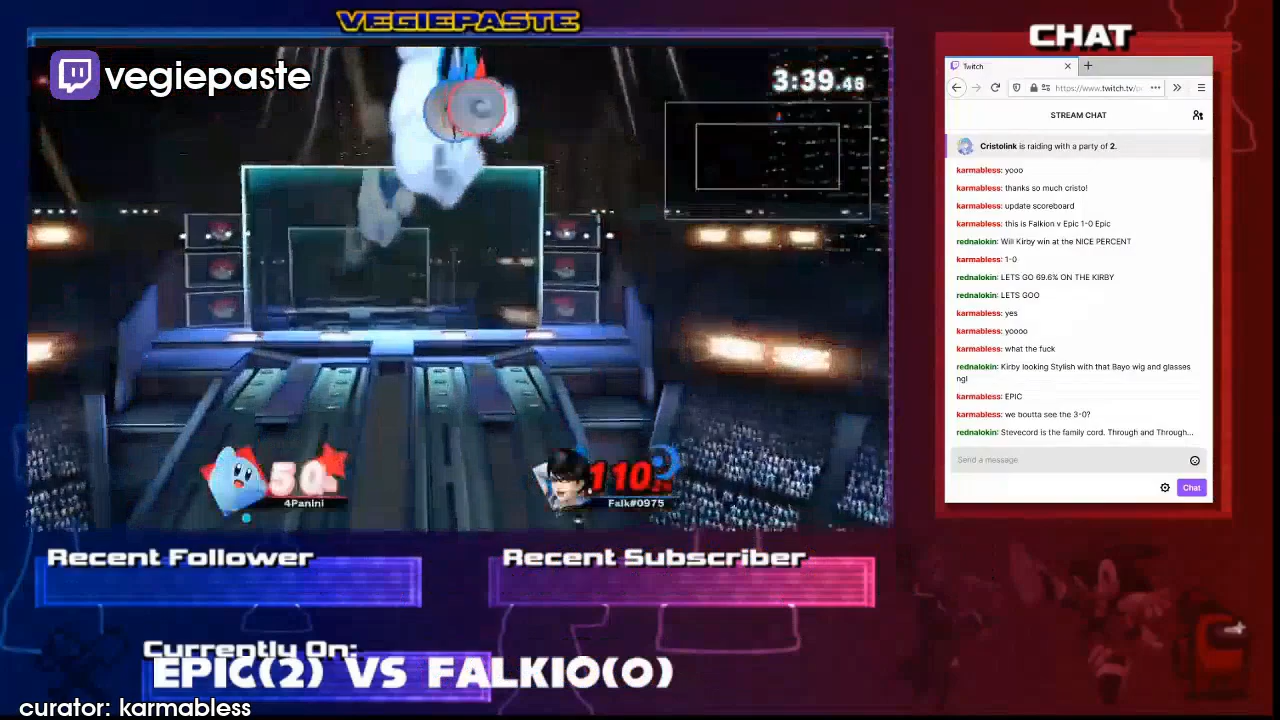 VEGIEPASTE
vegiepaste
3:39.48
50
4Panini
110
Falk#0975
Recent Follower
Recent Subscriber
Currently On:
EPIC(2) VS FALKIO(0)
curator: karmabless
CHAT
Twitch
https://www.twitch.tv/
STREAM CHAT
Cristolink is raiding with a party of 2.
karmabless: yooo
karmabless: thanks so much cristo!
karmabless: update scoreboard
karmabless: this is Falkion v Epic 1-0 Epic
rednalokin: Will Kirby win at the NICE PERCENT
karmabless: 1-0
rednalokin: LETS GO 69.6% ON THE KIRBY
rednalokin: LETS GOO
karmabless: yes
karmabless: yoooo
karmabless: what the fuck
rednalokin: Kirby looking Stylish with that Bayo wig and glasses
ngl
karmabless: EPIC
karmabless: we boutta see the 3-0?
rednalokin: Stevecord is the family cord. Through and Through...
Send a message
Chat